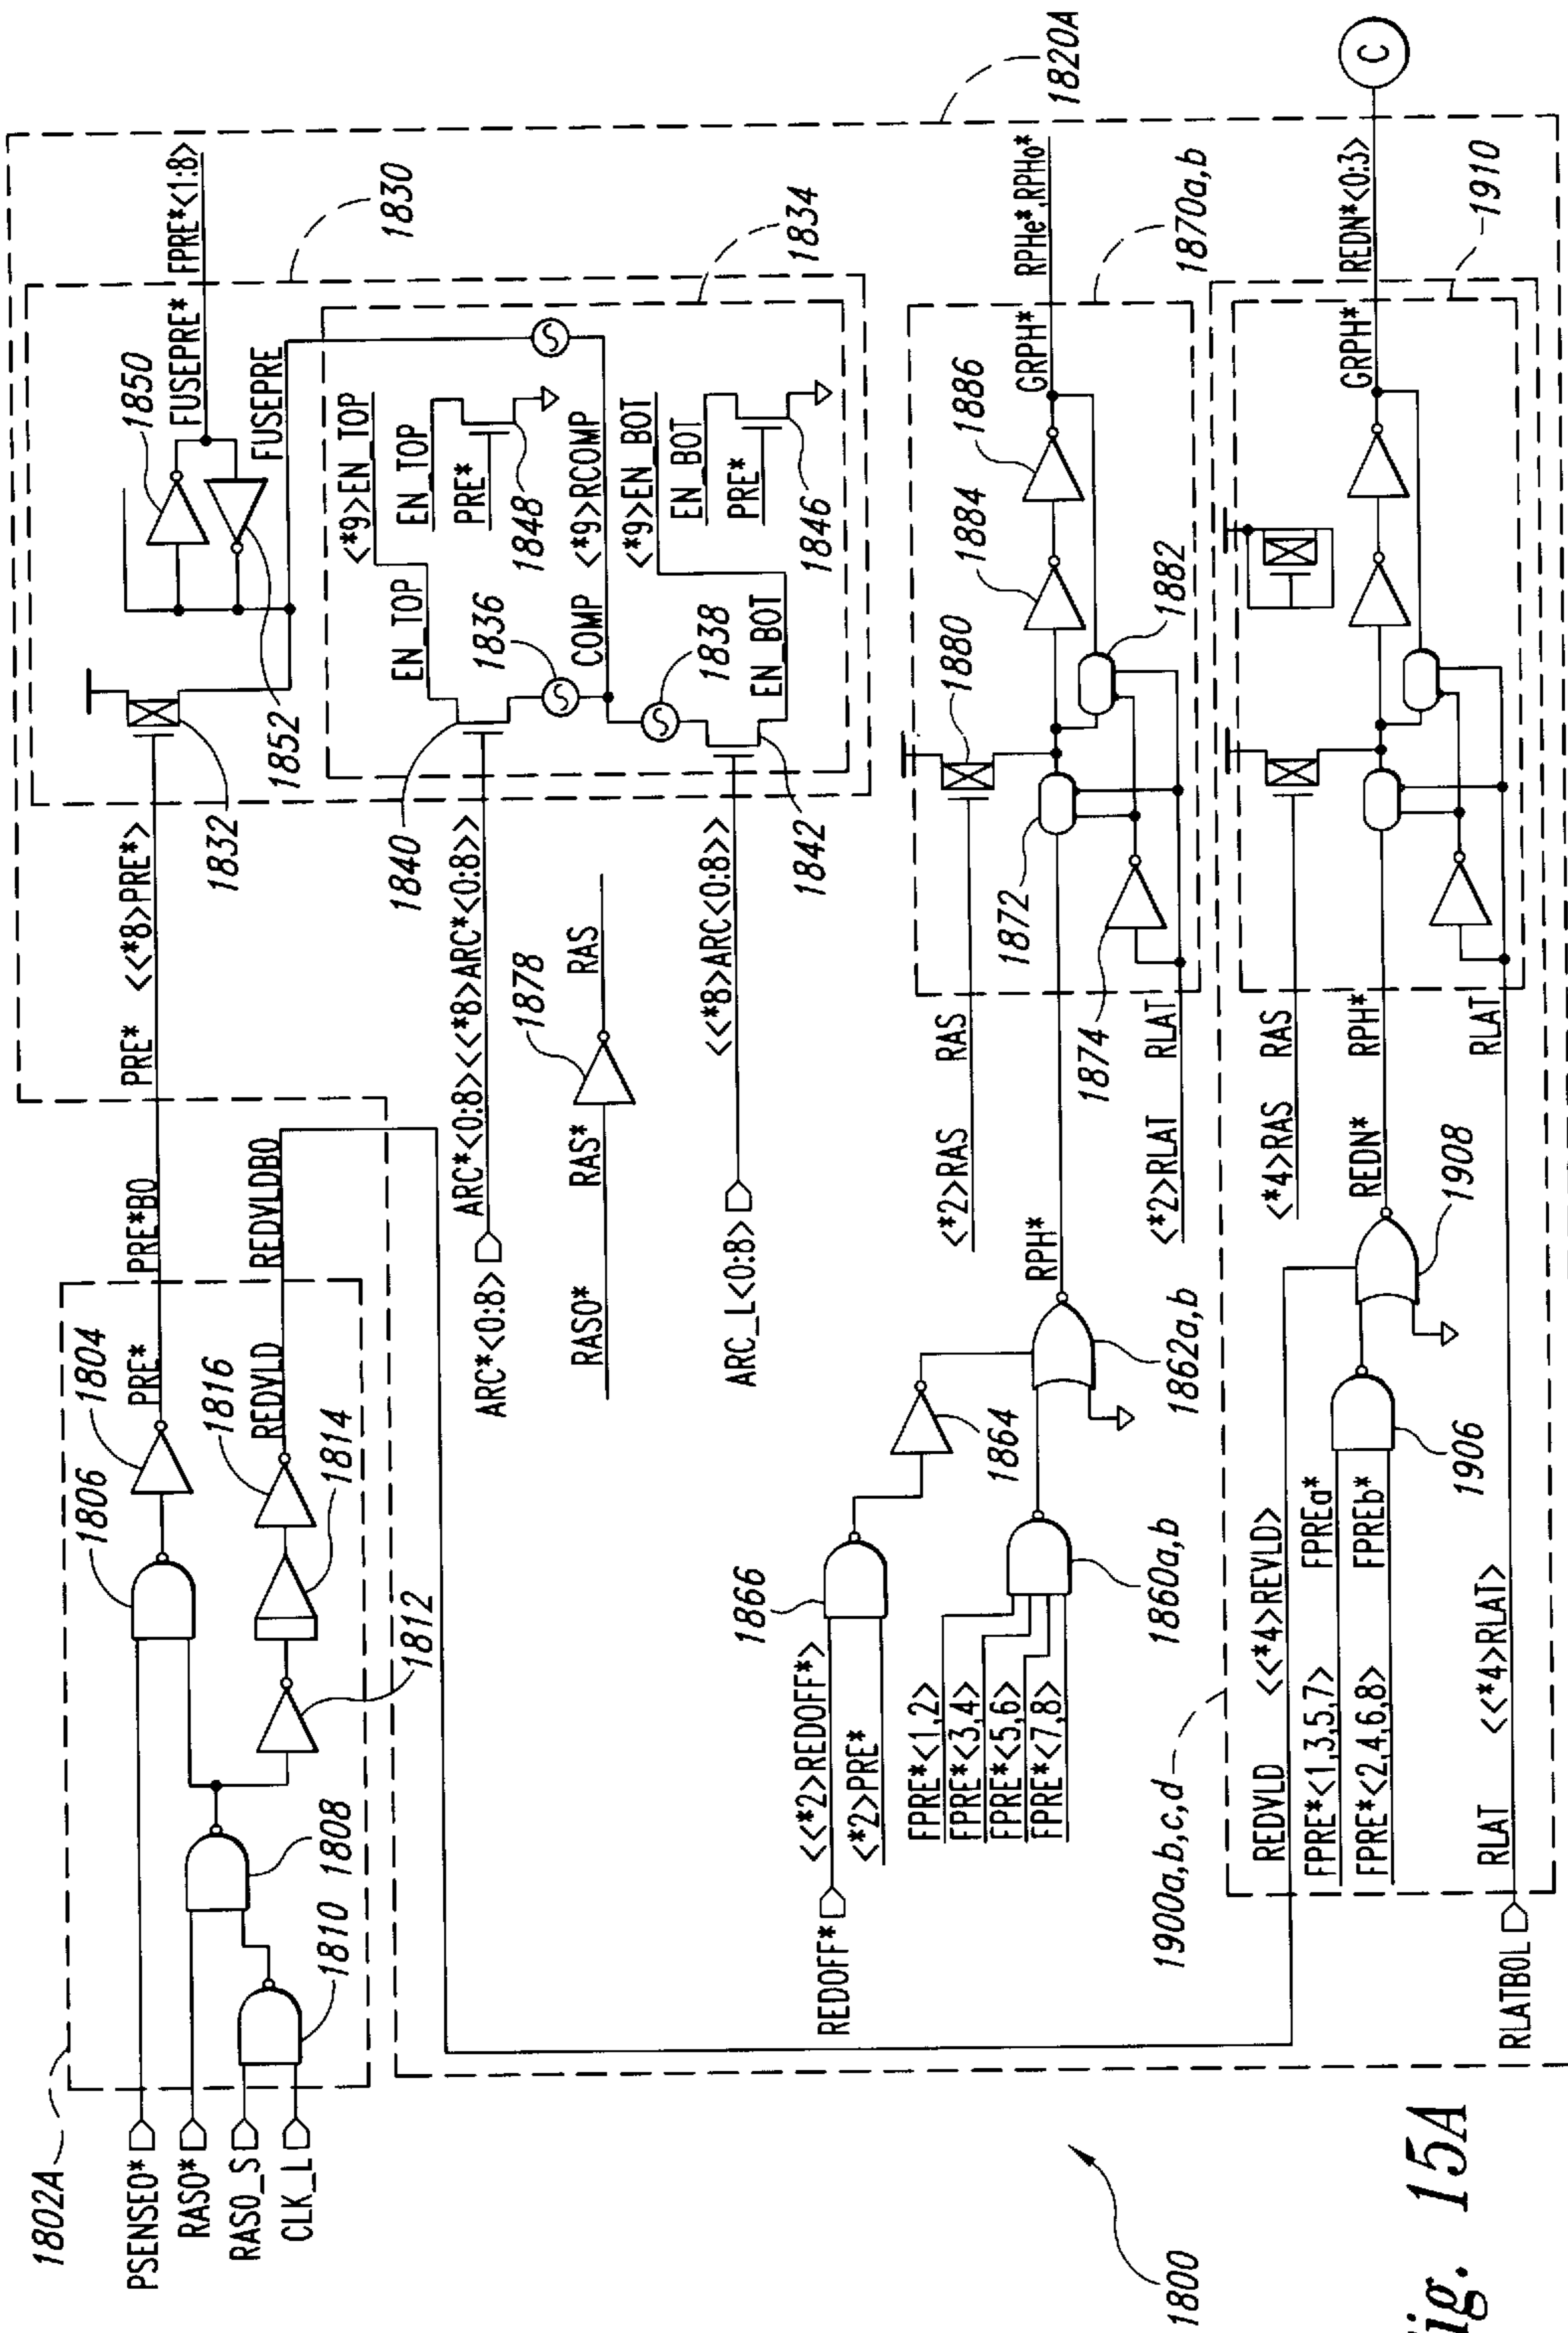 1802A
PSENSE0*
RAS0*
RAS0_S
CLK_L
1806
1804
PRE*
PRE*B0
PRE*
<<*8>PRE*>
1808
1810
1812
1814
1816
REDVLD
REDVLDB0
1832
1852
1850
FUSEPRE*
FPRE*<1:8>
FUSEPRE
1830
1834
1820A
ARC*<0:8>
ARC*<0:8><<*8>ARC*<0:8>>
1840
EN_TOP
<*9>EN_TOP
EN_TOP
PRE*
1848
1836
COMP
<*9>RCOMP
1838
EN_BOT
<*9>EN_BOT
EN_BOT
PRE*
1846
RAS0*
RAS*
1878
RAS
ARC_L<0:8>
<<*8>ARC<0:8>>
1842
REDOFF*
<<*2>REDOFF*>
<*2>PRE*
1866
1864
FPRE*<1,2>
FPRE*<3,4>
FPRE*<5,6>
FPRE*<7,8>
1860a,b
1862a,b
RPH*
<*2>RAS
RAS
<*2>RLAT
RLAT
1872
1874
1880
1882
1884
1886
GRPH*
RPHe*,RPHo*
1870a,b
1900a,b,c,d
REDVLD
<<*4>REVLD>
FPRE*<1,3,5,7>
FPREa*
FPRE*<2,4,6,8>
FPREb*
1906
1908
REDN*
RPH*
<*4>RAS
RAS
RLATB0L
RLAT
<<*4>RLAT>
RLAT
GRPH*
REDN*<0:3>
1910
C
1800
ig. 15A